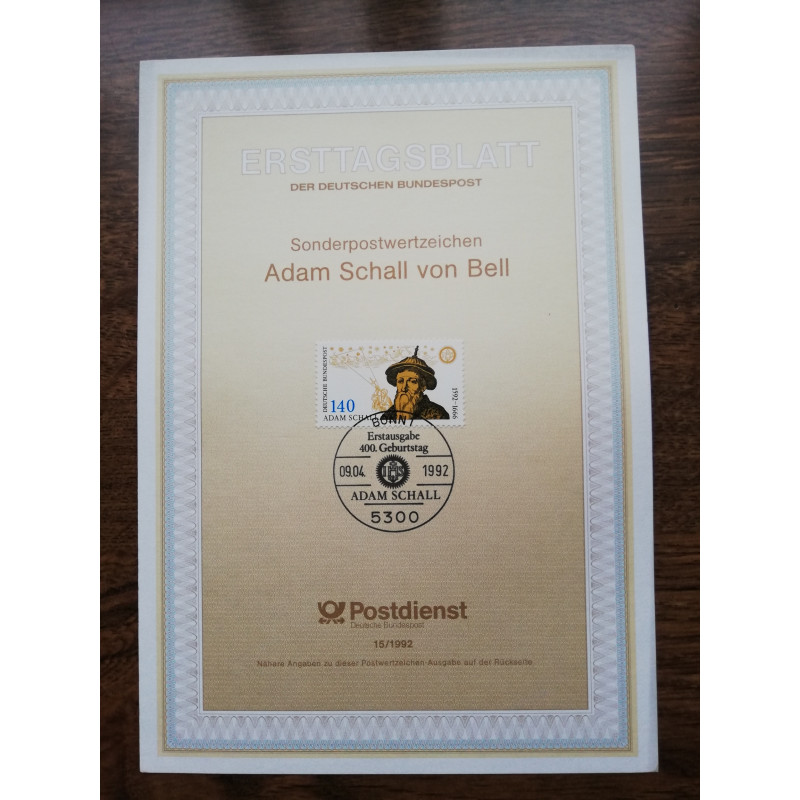 ERSTTAGSBLATT
DER DEUTSCHEN BUNDESPOST
Sonderpostwertzeichen
Adam Schall von Bell
DEUTSCHE BUNDESPOST
140
ADAM SCHALL
1592-1666
BONN 1
Erstausgabe
400. Geburtstag
09.04. 1992
IHS
ADAM SCHALL
5300
Postdienst
Deutsche Bundespost
15/1992
Nähere Angaben zu dieser Postwertzeichen-Ausgabe auf der Rückseite